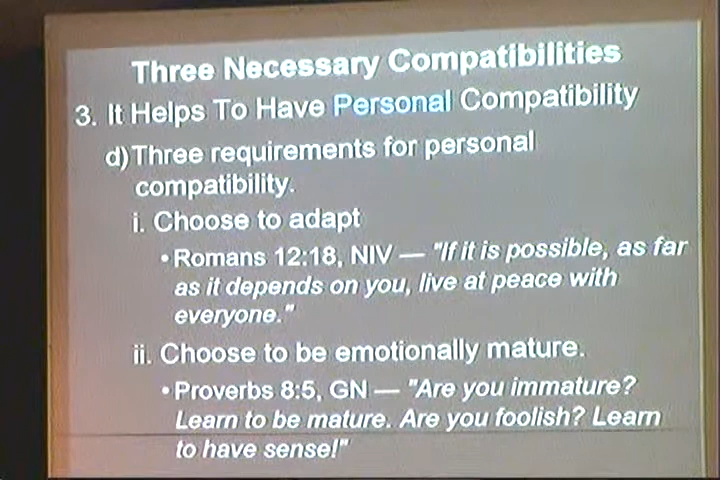 Three Necessary Compatibilities
3. It Helps To Have Personal Compatibility
d) Three requirements for personal
compatibility.
i. Choose to adapt
• Romans 12:18, NIV — "If it is possible, as far
as it depends on you, live at peace with
everyone."
ii. Choose to be emotionally mature.
• Proverbs 8:5, GN — "Are you immature?
Learn to be mature. Are you foolish? Learn
to have sense!"